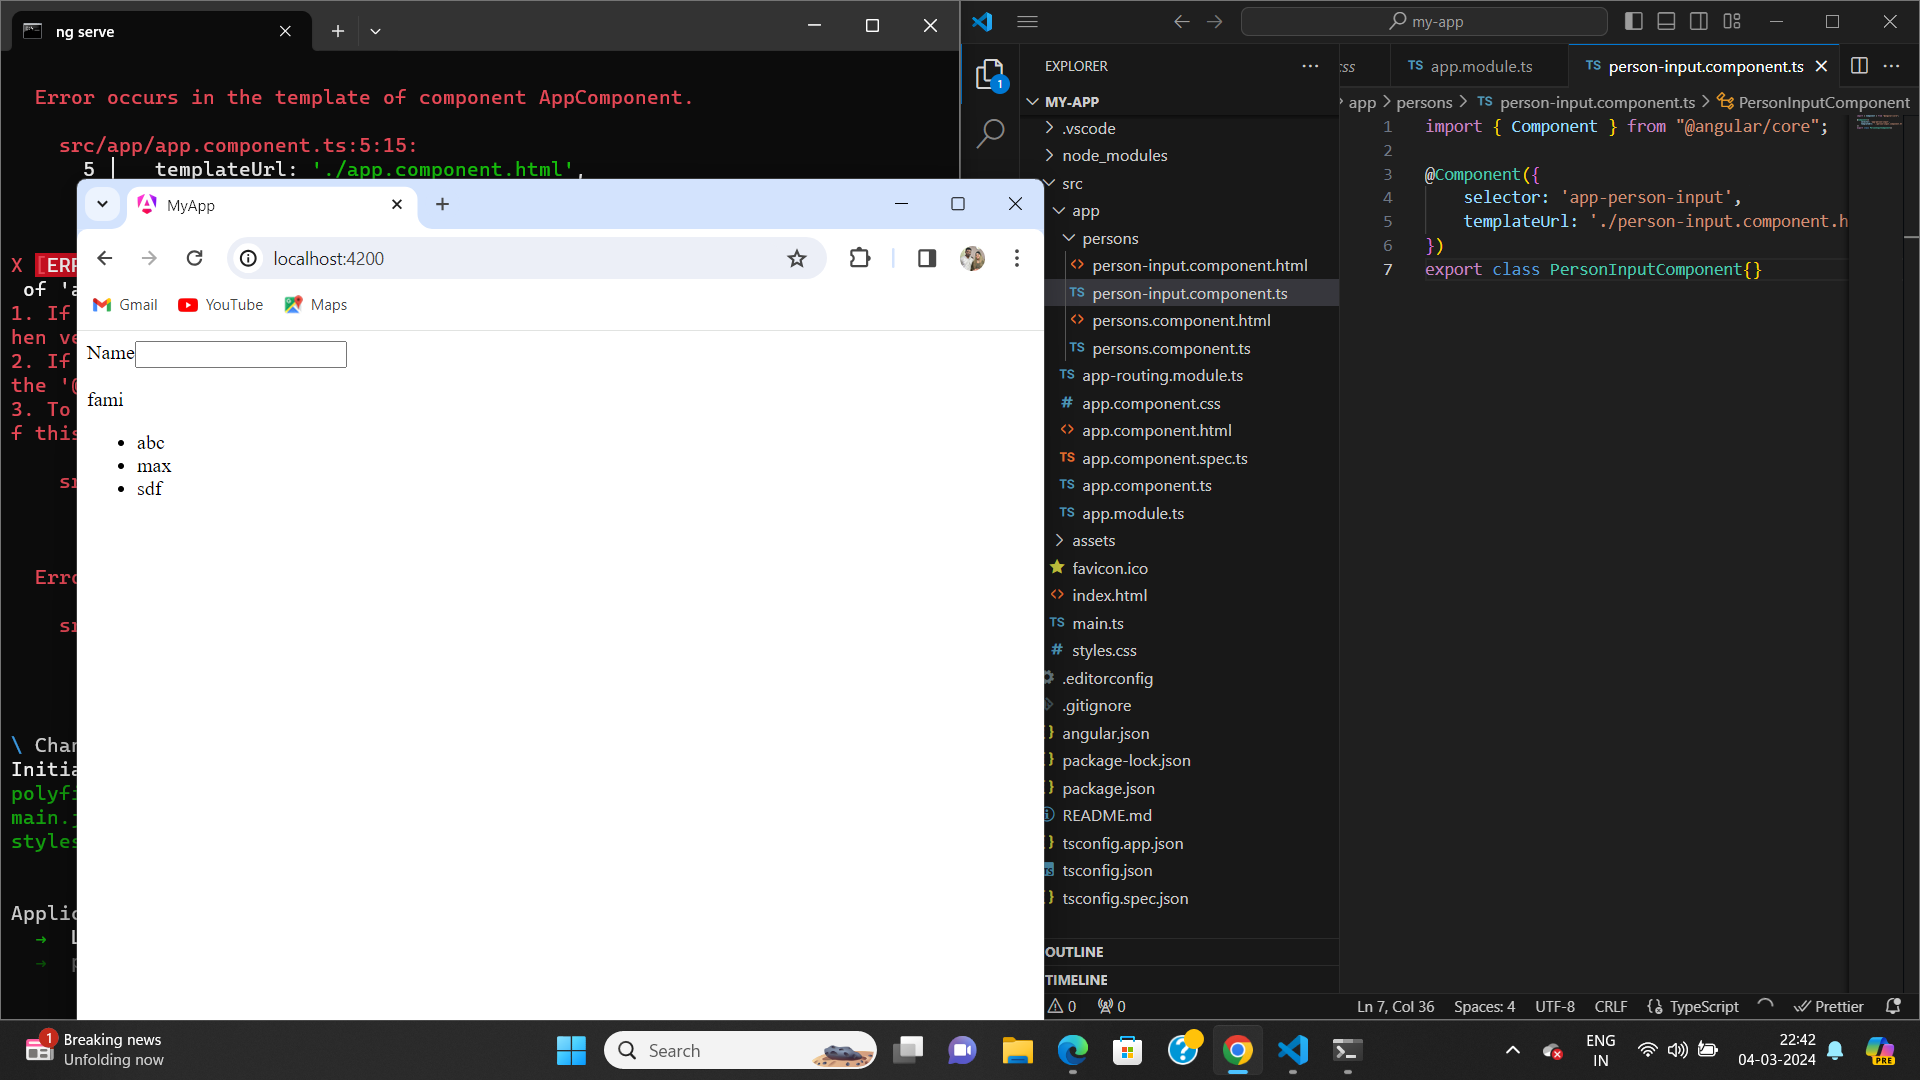 ng serve
Error occurs in the template of component AppComponent.
src/app/app.component.ts:5:15:
5 │ templateUrl: './app.component.html',
X [ERR
of 'a
1. If
hen ve
2. If
the '@
3. To
f this
sr
Erro
sr
\ Chan
Initia
polyfi
main.j
styles
Applic
→ L
→ p
MyApp
localhost:4200
Gmail
YouTube
Maps
Name
fami
• abc
• max
• sdf
my-app
EXPLORER
MY-APP
.vscode
node_modules
src
app
persons
person-input.component.html
TS person-input.component.ts
persons.component.html
TS persons.component.ts
TS app-routing.module.ts
# app.component.css
app.component.html
TS app.component.spec.ts
TS app.component.ts
TS app.module.ts
assets
favicon.ico
index.html
TS main.ts
# styles.css
.editorconfig
.gitignore
angular.json
package-lock.json
package.json
README.md
tsconfig.app.json
tsconfig.json
tsconfig.spec.json
OUTLINE
TIMELINE
1
ss
TS app.module.ts
TS person-input.component.ts
app > persons > TS person-input.component.ts > PersonInputComponent
1 import { Component } from "@angular/core";
2
3 @Component({
4 selector: 'app-person-input',
5 templateUrl: './person-input.component.h
6 })
7 export class PersonInputComponent{}
0 0 Ln 7, Col 36 Spaces: 4 UTF-8 CRLF {} TypeScript Prettier
1
Breaking news
Unfolding now
Search
ENG
IN
22:42
04-03-2024
PRE